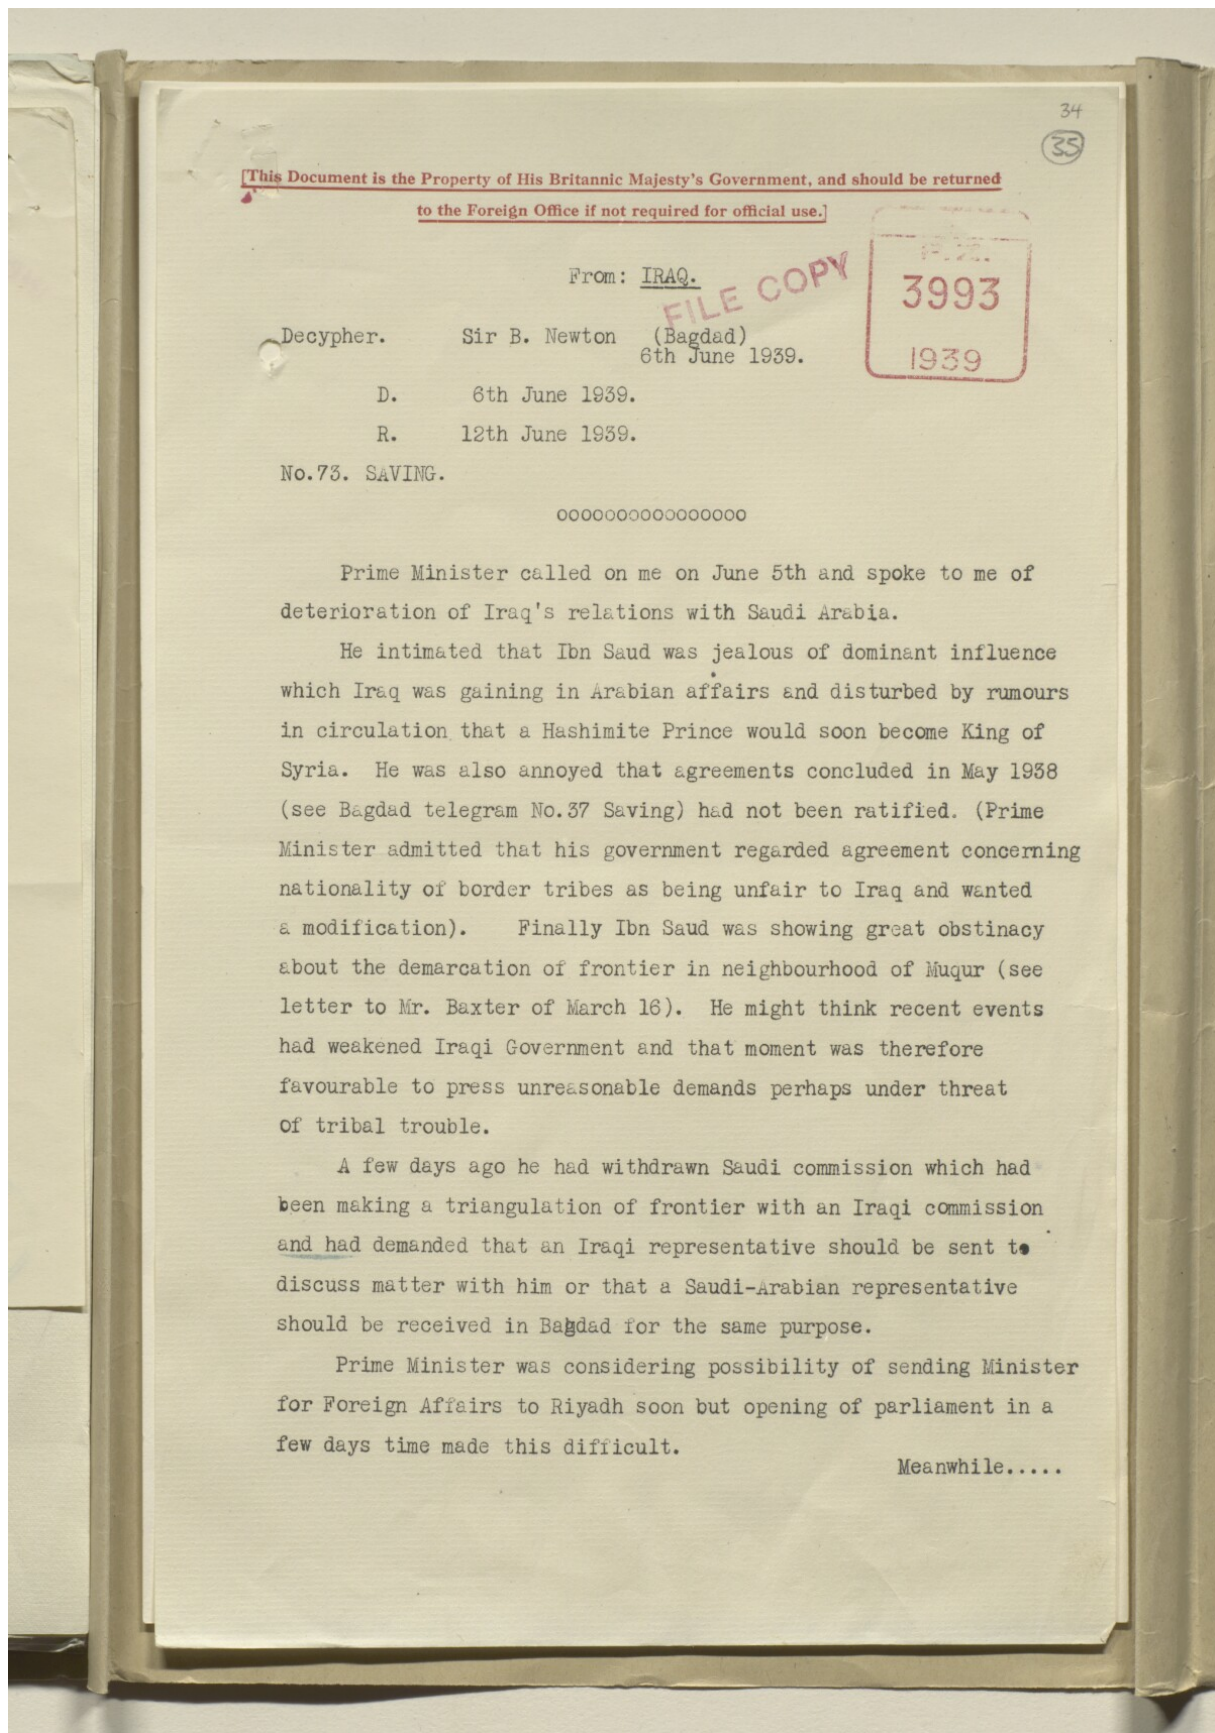 34
35
[This Document is the Property of His Britannic Majesty's Government, and should be returned
to the Foreign Office if not required for official use.]
From: IRAQ.
FILE COPY
3993
1939
Decypher. Sir B. Newton (Bagdad)
6th June 1939.
D. 6th June 1939.
R. 12th June 1939.
No.73. SAVING.
oooooooooooooooo
Prime Minister called on me on June 5th and spoke to me of
deterioration of Iraq's relations with Saudi Arabia.
He intimated that Ibn Saud was jealous of dominant influence
which Iraq was gaining in Arabian affairs and disturbed by rumours
in circulation that a Hashimite Prince would soon become King of
Syria. He was also annoyed that agreements concluded in May 1938
(see Bagdad telegram No.37 Saving) had not been ratified. (Prime
Minister admitted that his government regarded agreement concerning
nationality of border tribes as being unfair to Iraq and wanted
a modification). Finally Ibn Saud was showing great obstinacy
about the demarcation of frontier in neighbourhood of Muqur (see
letter to Mr. Baxter of March 16). He might think recent events
had weakened Iraqi Government and that moment was therefore
favourable to press unreasonable demands perhaps under threat
of tribal trouble.
A few days ago he had withdrawn Saudi commission which had
been making a triangulation of frontier with an Iraqi commission
and had demanded that an Iraqi representative should be sent to
discuss matter with him or that a Saudi-Arabian representative
should be received in Bagdad for the same purpose.
Prime Minister was considering possibility of sending Minister
for Foreign Affairs to Riyadh soon but opening of parliament in a
few days time made this difficult.
Meanwhile.....